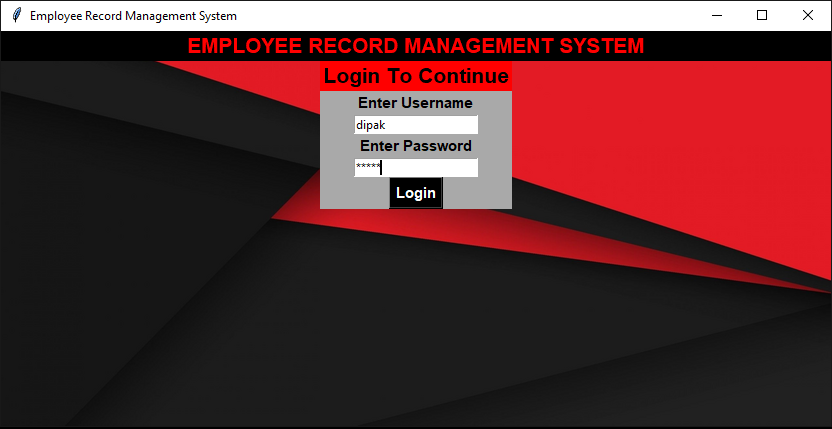 Employee Record Management System
EMPLOYEE RECORD MANAGEMENT SYSTEM
Login To Continue
Enter Username
dipak
Enter Password
*****
Login